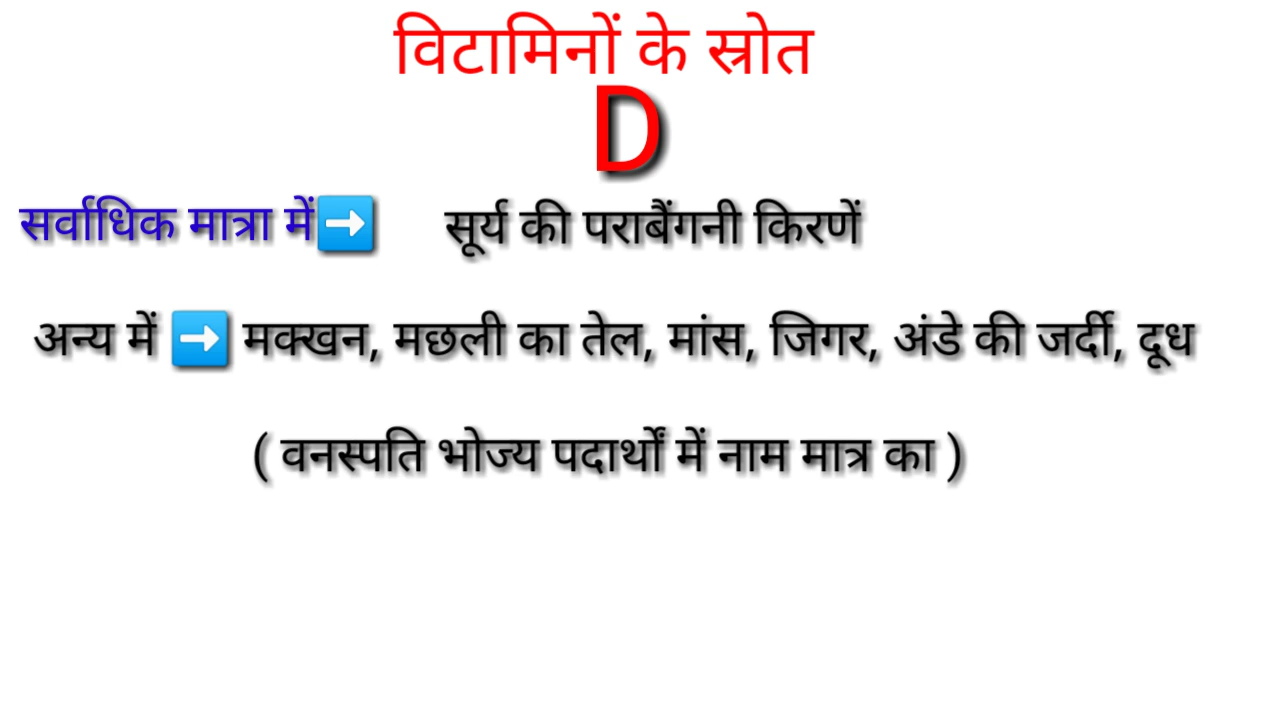 विटामिनों के स्रोत
D
सर्वाधिक मात्रा में➡️ सूर्य की पराबैंगनी किरणें
अन्य में ➡️ मक्खन, मछली का तेल, मांस, जिगर, अंडे की जर्दी, दूध
( वनस्पति भोज्य पदार्थों में नाम मात्र का )